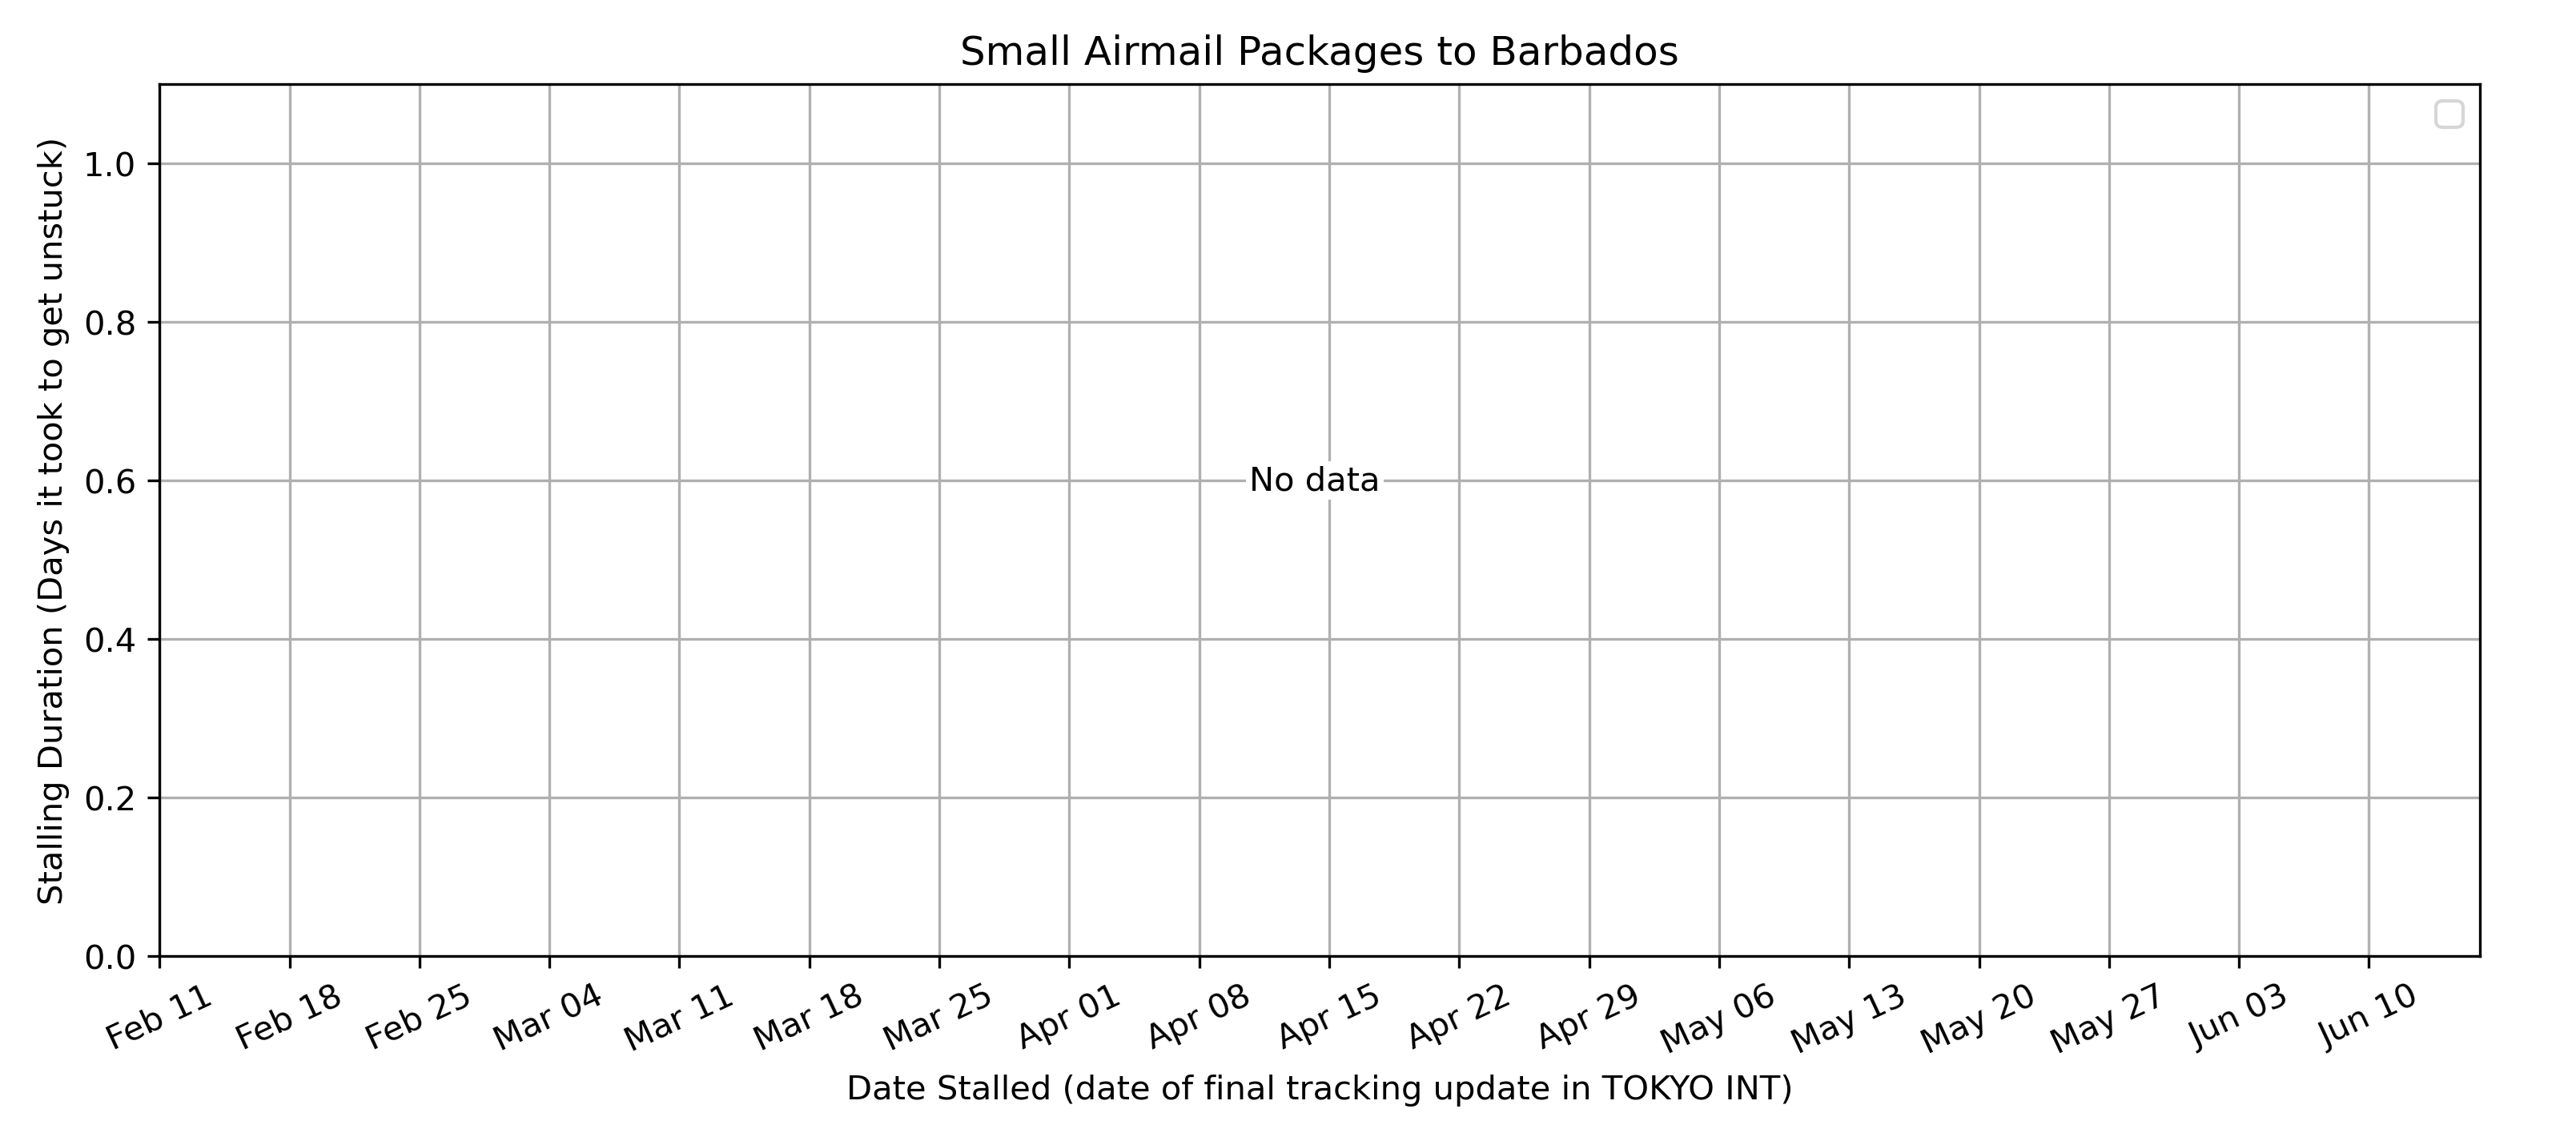 Small Airmail Packages to Barbados
Stalling Duration (Days it took to get unstuck)
1.0
0.8
0.6
0.4
0.2
0.0
No data
Feb 11
Feb 18
Feb 25
Mar 04
Mar 11
Mar 18
Mar 25
Apr 01
Apr 08
Apr 15
Apr 22
Apr 29
May 06
May 13
May 20
May 27
Jun 03
Jun 10
Date Stalled (date of final tracking update in TOKYO INT)